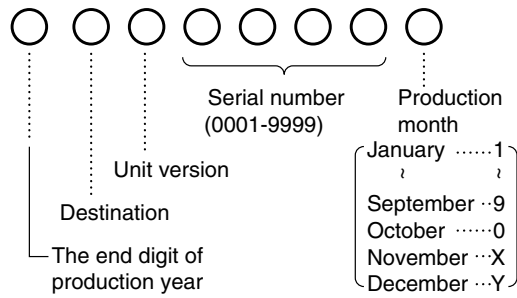 Serial number
(0001-9999)
Production
month
January ······1
~ ~
September ··9
October ······0
November ···X
December ···Y
Unit version
Destination
The end digit of
production year